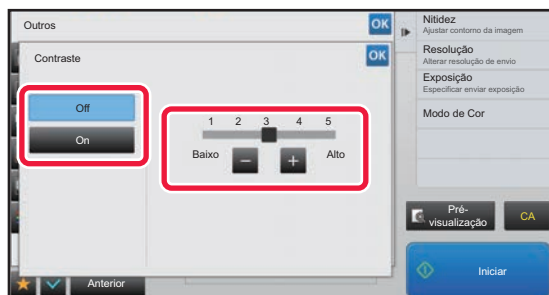 Outros
OK
Contraste
OK
Off
On
1 2 3 4 5
Baixo
Alto
Nitidez
Ajustar contorno da imagem
Resolução
Alterar resolução de envio
Exposição
Especificar enviar exposição
Modo de Cor
Pré-
visualização
CA
Iniciar
Anterior